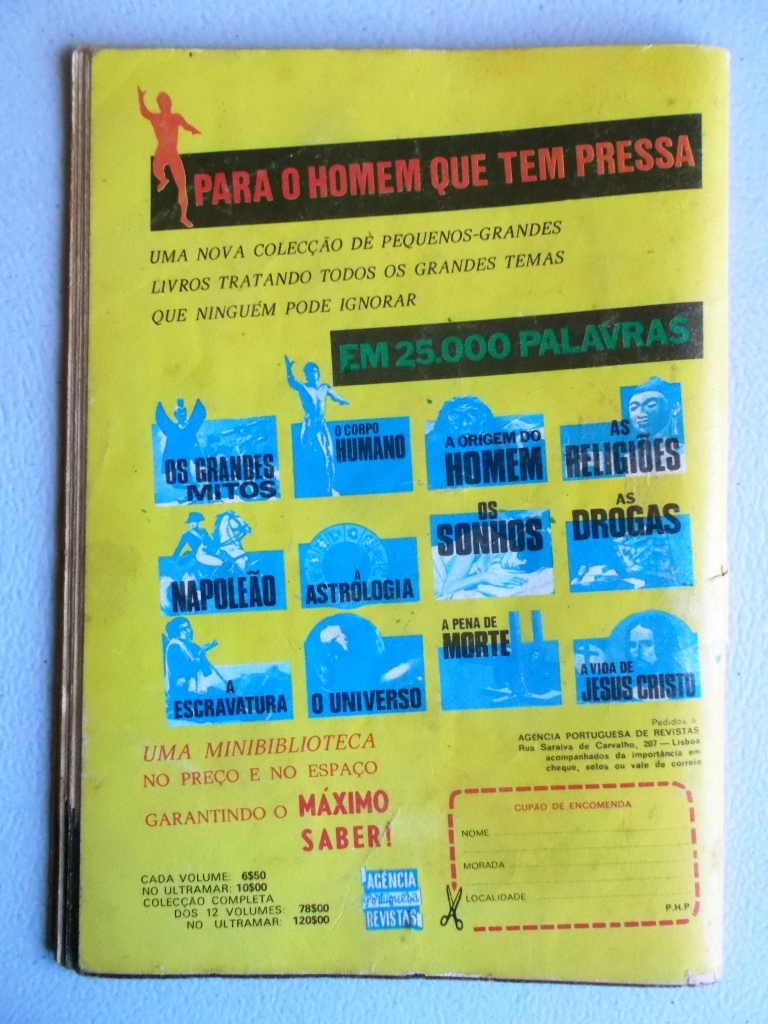 PARA O HOMEM QUE TEM PRESSA
UMA NOVA COLECÇÃO DE PEQUENOS-GRANDES
LIVROS TRATANDO TODOS OS GRANDES TEMAS
QUE NINGUÉM PODE IGNORAR
EM 25.000 PALAVRAS
OS GRANDES
MITOS
O CORPO
HUMANO
A ORIGEM DO
HOMEM
AS
RELIGIÕES
NAPOLEÃO
A
ASTROLOGIA
OS
SONHOS
AS
DROGAS
A
ESCRAVATURA
O UNIVERSO
A PENA DE
MORTE
A VIDA DE
JESUS CRISTO
UMA MINIBIBLIOTECA
NO PREÇO E NO ESPAÇO
GARANTINDO O MÁXIMO
SABER!
Pedidos à
AGÊNCIA PORTUGUESA DE REVISTAS
Rua Saraiva de Carvalho, 207 — Lisboa
acompanhados da importância em
cheque, selos ou vale de correio
CADA VOLUME: 6$50
NO ULTRAMAR: 10$00
COLECÇÃO COMPLETA
DOS 12 VOLUMES: 78$00
NO ULTRAMAR: 120$00
AGÊNCIA
Portuguesa
REVISTAS
CUPÃO DE ENCOMENDA
NOME
MORADA
LOCALIDADE
P.H.P.